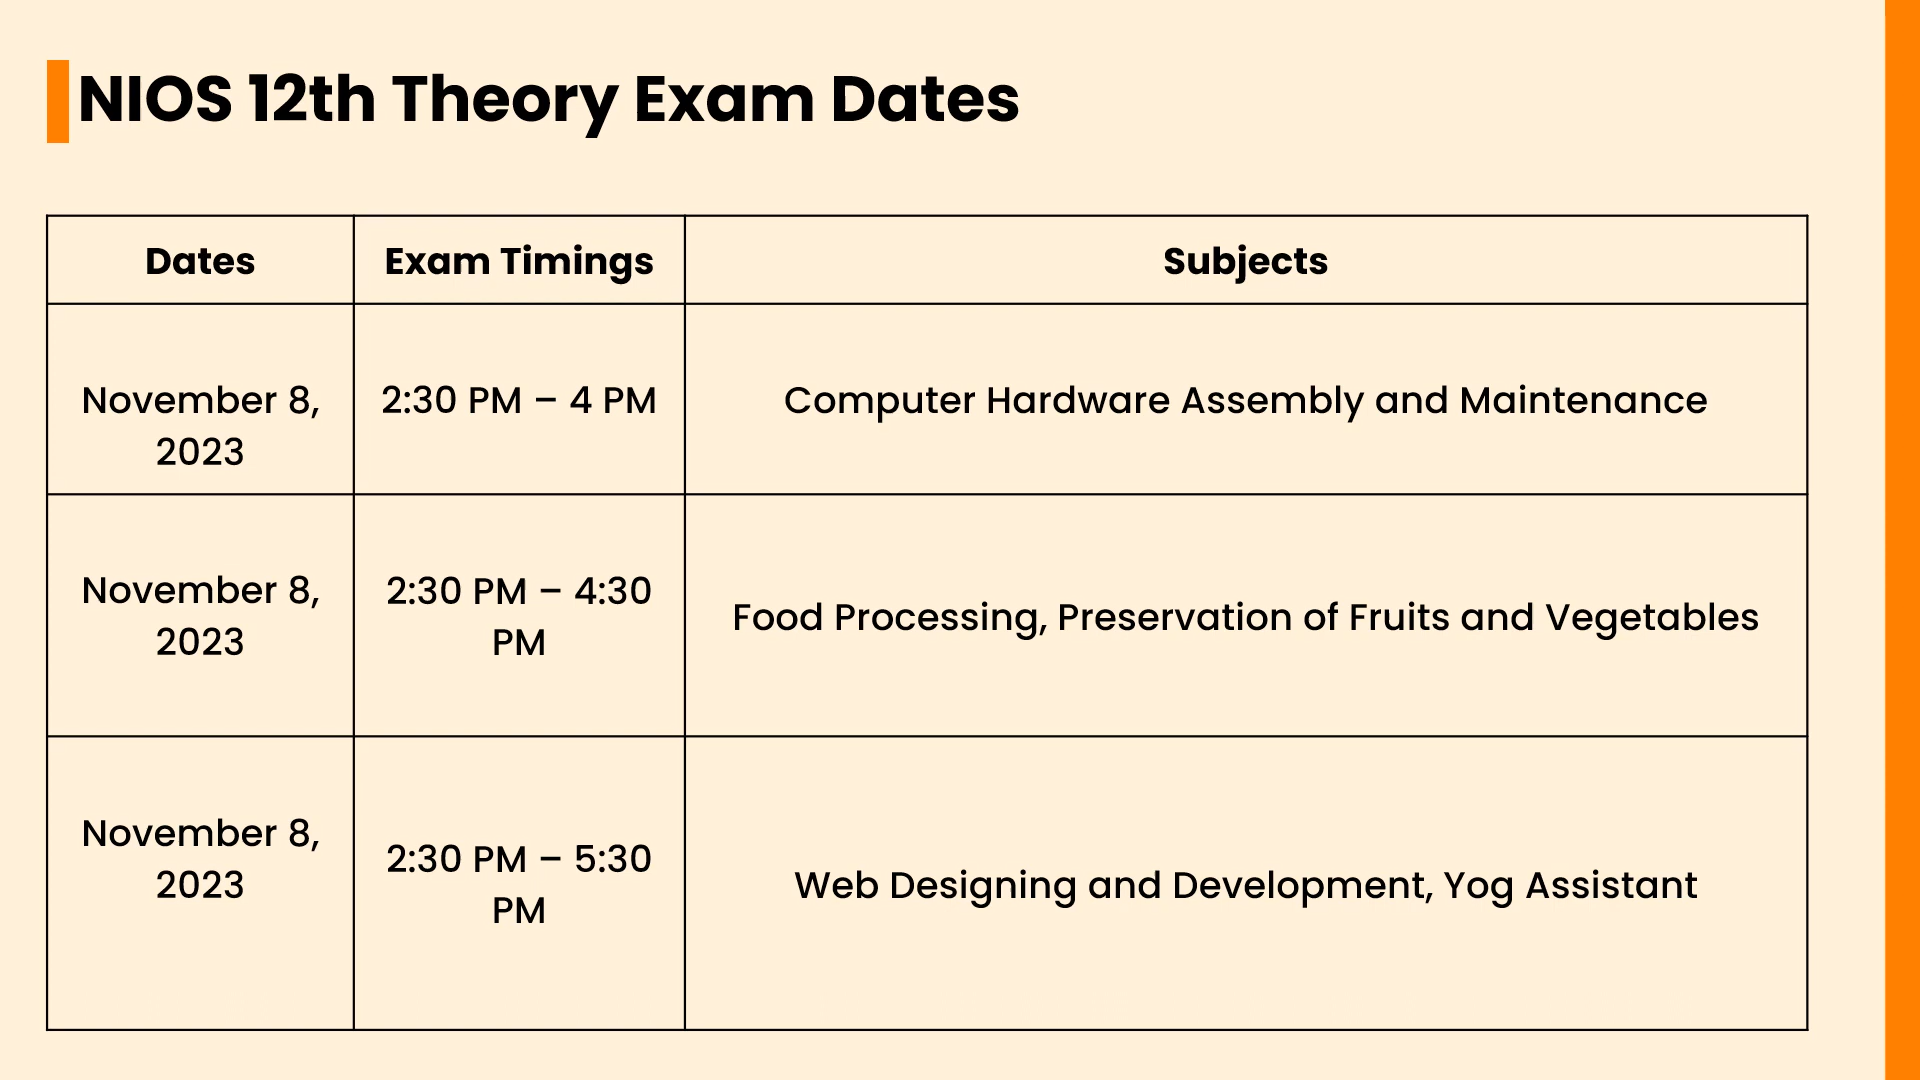 NIOS 12th Theory Exam Dates
Dates
Exam Timings
Subjects
November 8,
2023
2:30 PM – 4 PM
Computer Hardware Assembly and Maintenance
November 8,
2023
2:30 PM – 4:30
PM
Food Processing, Preservation of Fruits and Vegetables
November 8,
2023
2:30 PM – 5:30
PM
Web Designing and Development, Yog Assistant